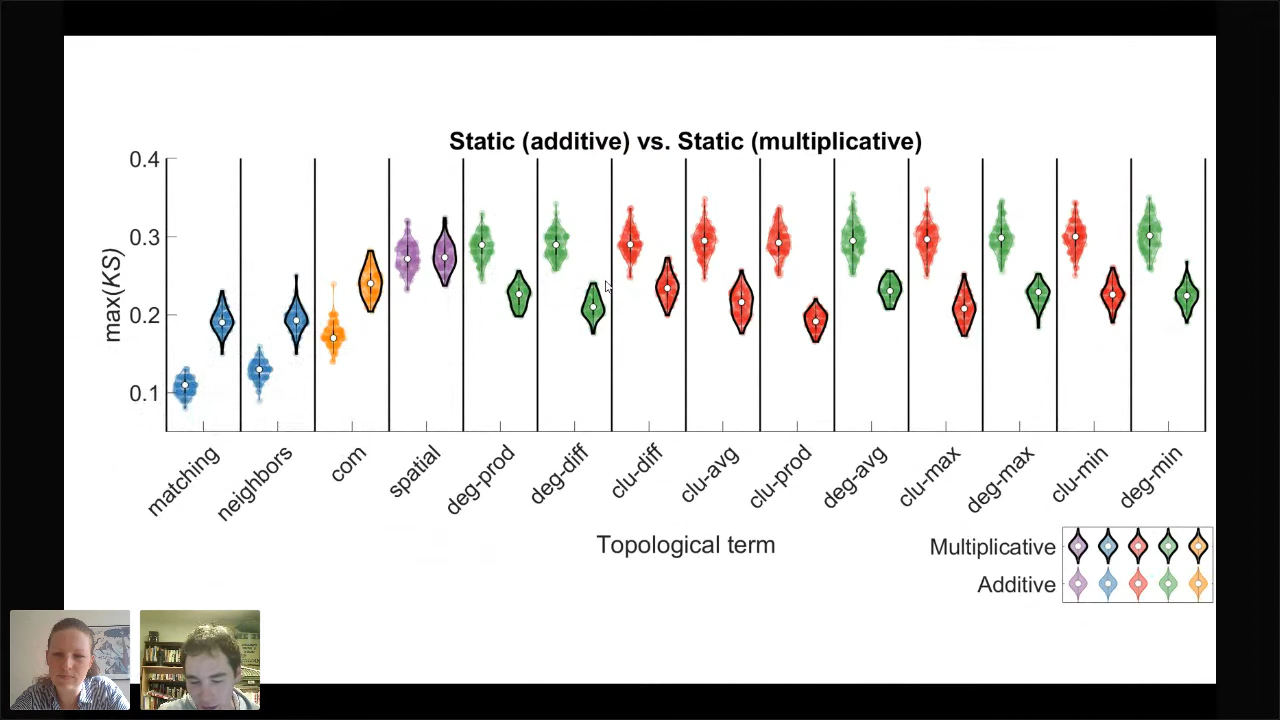 Static (additive) vs. Static (multiplicative)
0.4
0.3
0.2
0.1
max(KS)
matching
neighbors
com
spatial
deg-prod
deg-diff
clu-diff
clu-avg
clu-prod
deg-avg
clu-max
deg-max
clu-min
deg-min
Topological term
Multiplicative
Additive